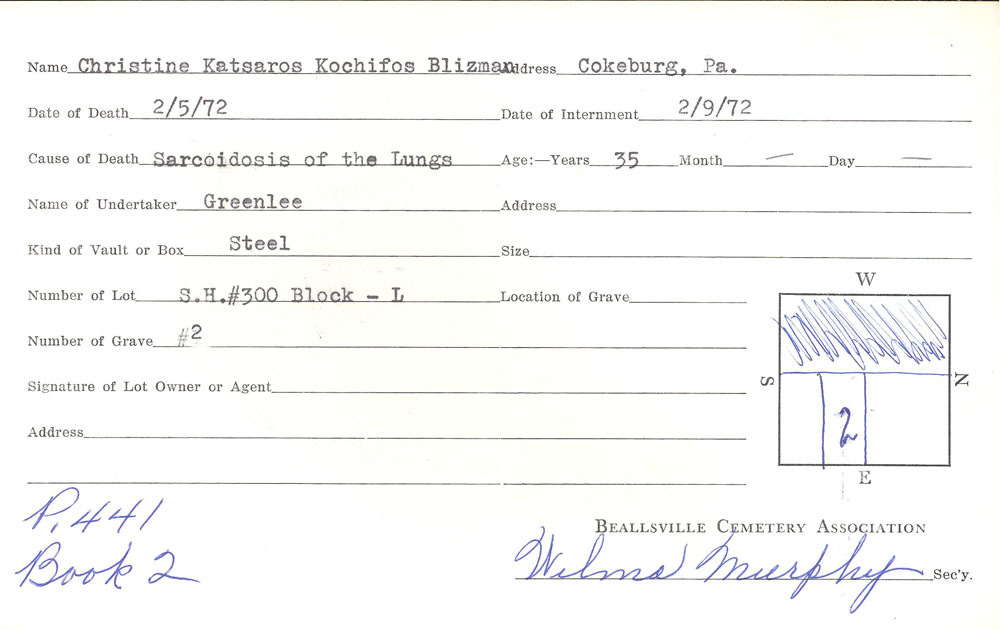 Name Christine Katsaros Kochifos Blizman Address Cokeburg, Pa.
Date of Death 2/5/72 Date of Internment 2/9/72
Cause of Death Sarcoidosis of the Lungs Age:—Years 35 Month — Day —
Name of Undertaker Greenlee Address
Kind of Vault or Box Steel Size
Number of Lot S.H.#300 Block - L Location of Grave
Number of Grave #2
Signature of Lot Owner or Agent
Address
W
S
N
2
E
P. 441
Book 2
BEALLSVILLE CEMETERY ASSOCIATION
Wilma Murphy Sec'y.